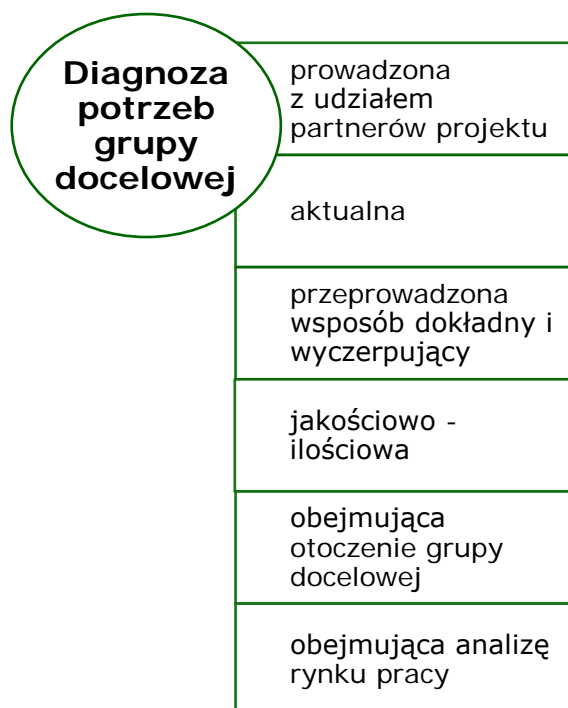 Diagnoza
potrzeb
grupy
docelowej
prowadzona
z udziałem
partnerów projektu
aktualna
przeprowadzona
wsposób dokładny i
wyczerpujący
jakościowo -
ilościowa
obejmująca
otoczenie grupy
docelowej
obejmująca analizę
rynku pracy